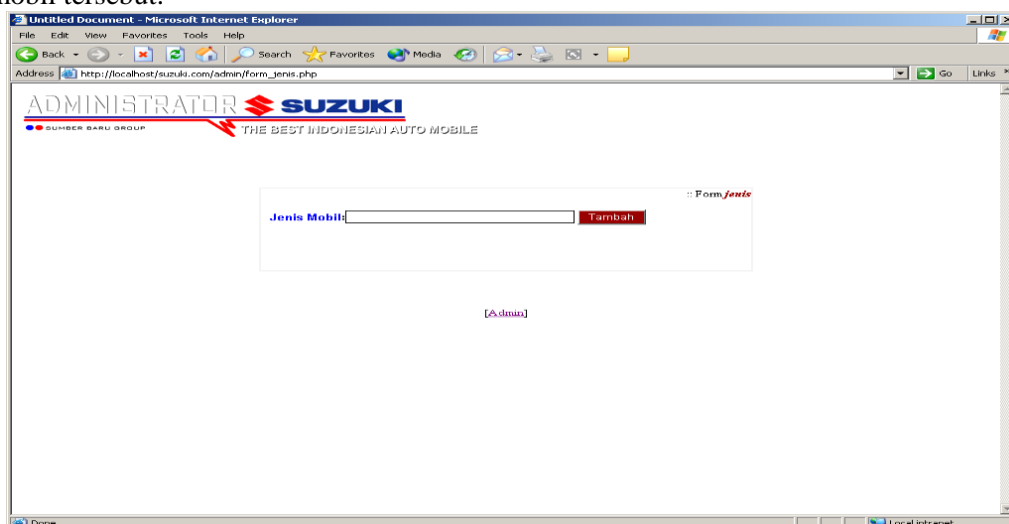 mobil tersebut.
Untitled Document - Microsoft Internet Explorer
File Edit View Favorites Tools Help
Back Search Favorites Media
Address http://localhost/suzuki.com/admin/form_jenis.php Go Links »
ADMINISTRATOR SUZUKI
SUMBER BARU GROUP THE BEST INDONESIAN AUTO MOBILE
:: Form jenis
Jenis Mobil: Tambah
[Admin]
Done Local intranet